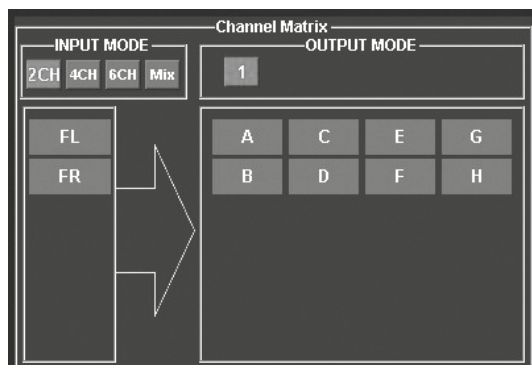 Channel Matrix
INPUT MODE
OUTPUT MODE
2CH 4CH 6CH Mix
1
FL
FR
A C E G
B D F H